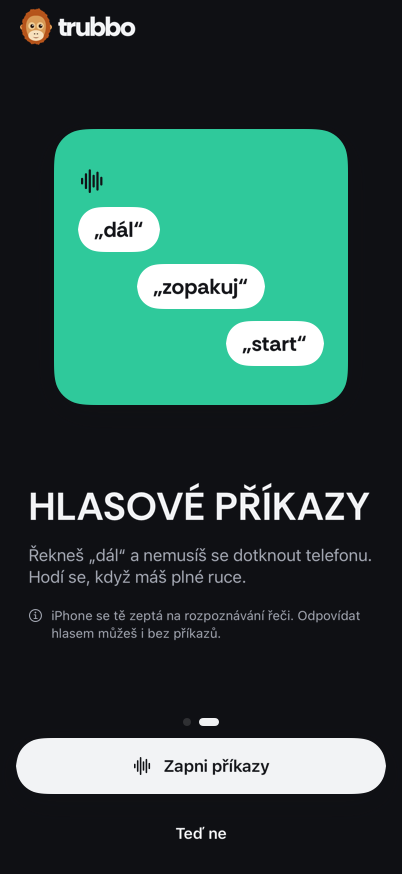 trubbo
„dál“
„zopakuj“
„start“
HLASOVÉ PŘÍKAZY
Řekneš „dál“ a nemusíš se dotknout telefonu.
Hodí se, když máš plné ruce.
iPhone se tě zeptá na rozpoznávání řeči. Odpovídat
hlasem můžeš i bez příkazů.
Zapni příkazy
Teď ne